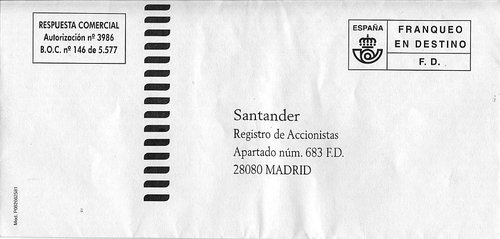 RESPUESTA COMERCIAL
Autorización nº 3986
B.O.C. nº 146 de 5.577
ESPAÑA
FRANQUEO
EN DESTINO
F. D.
Santander
Registro de Accionistas
Apartado núm. 683 F.D.
28080 MADRID